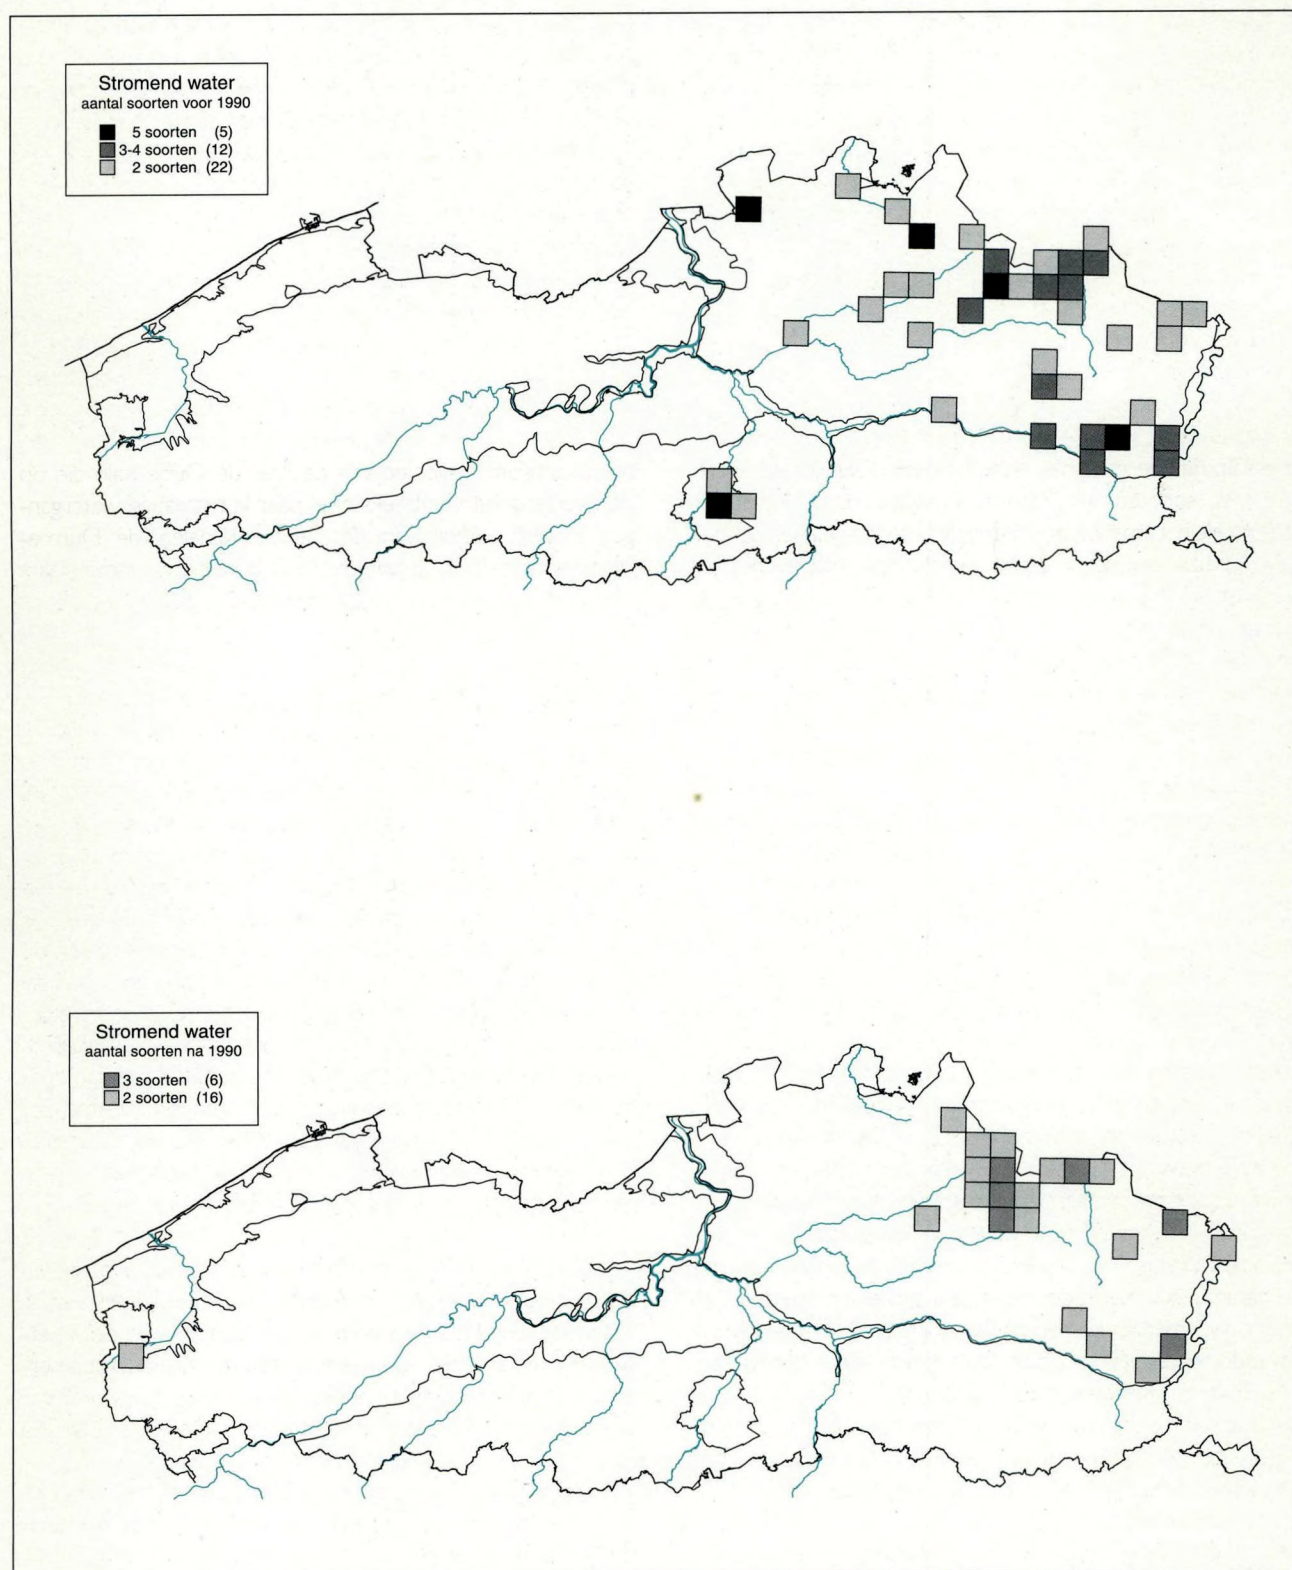 Stromend water
aantal soorten voor 1990
5 soorten (5)
3-4 soorten (12)
2 soorten (22)
Stromend water
aantal soorten na 1990
3 soorten (6)
2 soorten (16)